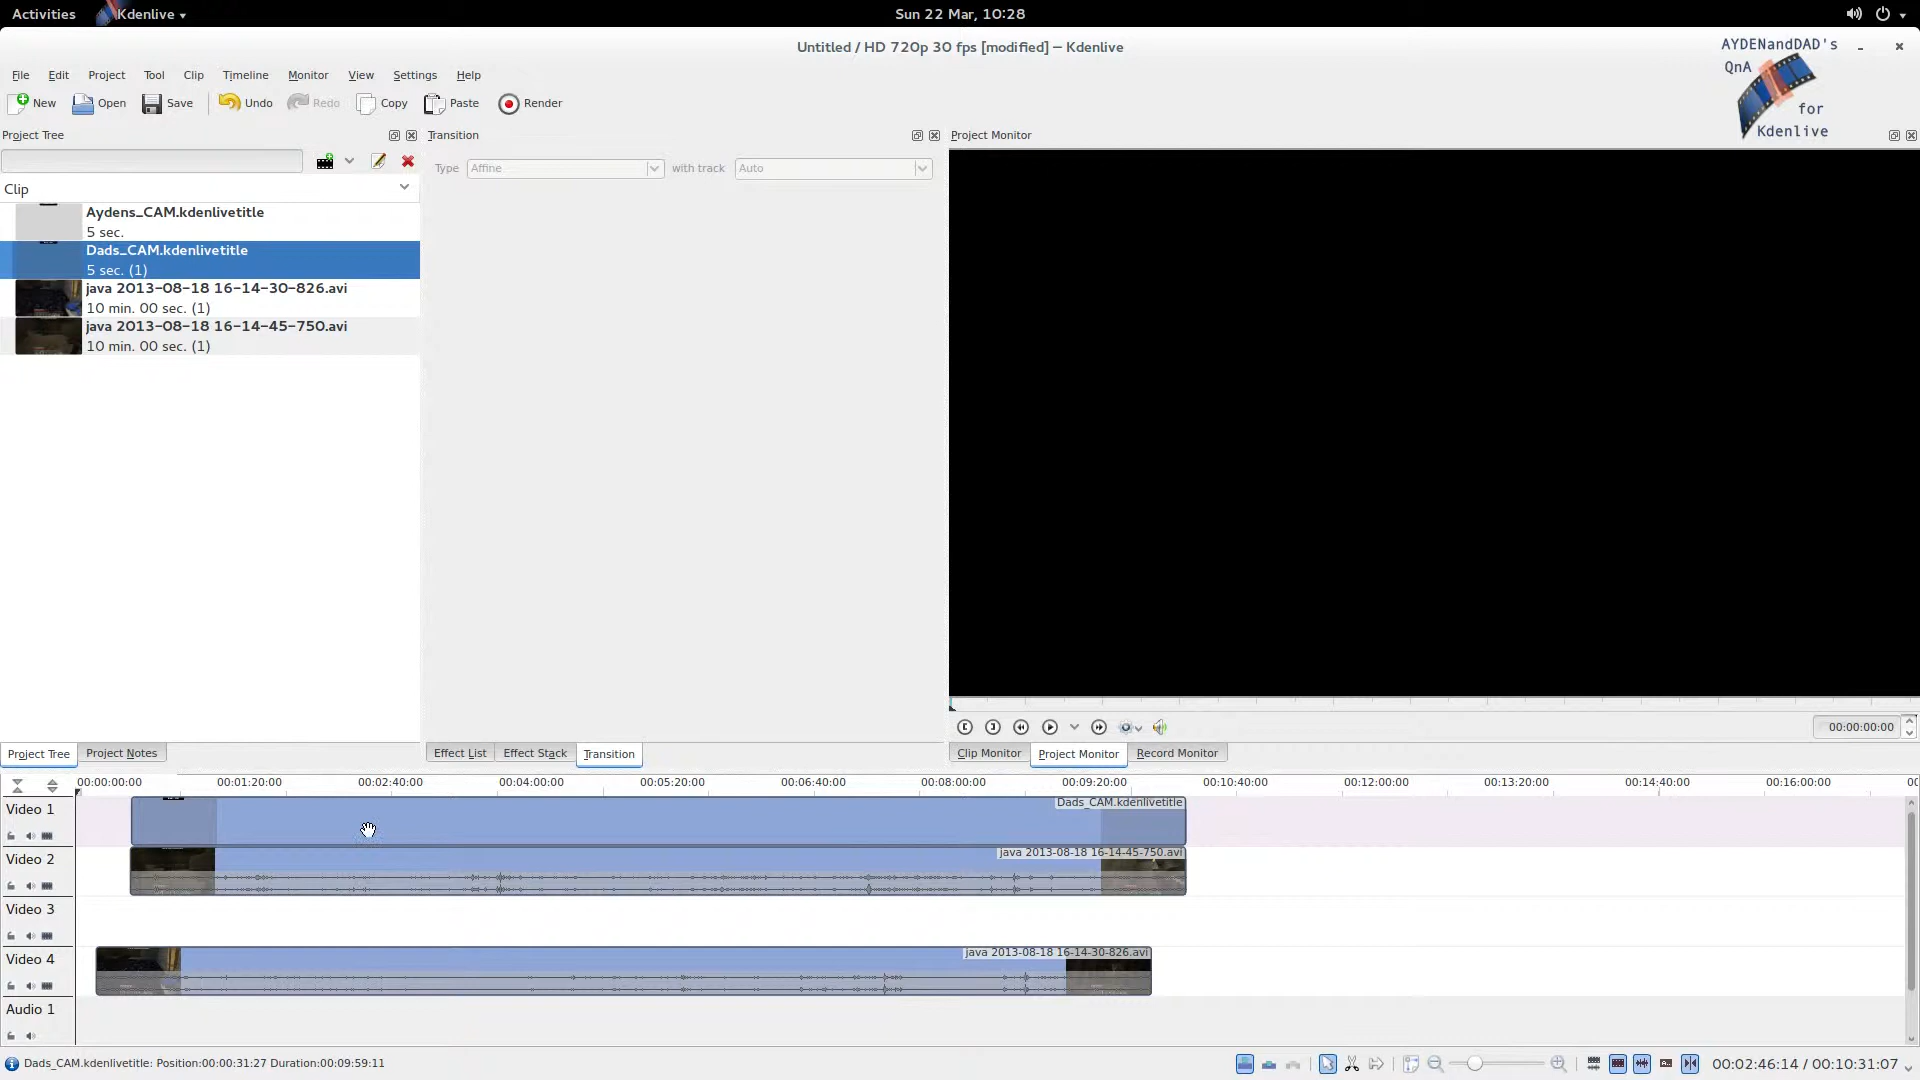 Activities Kdenlive Sun 22 Mar, 10:28
Untitled / HD 720p 30 fps [modified] – Kdenlive
AYDENandDAD's
QnA
for
Kdenlive
File Edit Project Tool Clip Timeline Monitor View Settings Help
New Open Save Undo Redo Copy Paste Render
Project Tree Transition Project Monitor
Type Affine with track Auto
Clip
Aydens_CAM.kdenlivetitle
5 sec.
Dads_CAM.kdenlivetitle
5 sec. (1)
java 2013-08-18 16-14-30-826.avi
10 min. 00 sec. (1)
java 2013-08-18 16-14-45-750.avi
10 min. 00 sec. (1)
00:00:00:00
Project Tree Project Notes Effect List Effect Stack Transition Clip Monitor Project Monitor Record Monitor
00:00:00:00 00:01:20:00 00:02:40:00 00:04:00:00 00:05:20:00 00:06:40:00 00:08:00:00 00:09:20:00 00:10:40:00 00:12:00:00 00:13:20:00 00:14:40:00 00:16:00:00 00:17
Video 1 Dads_CAM.kdenlivetitle
Video 2 java 2013-08-18 16-14-45-750.avi
Video 3
Video 4 java 2013-08-18 16-14-30-826.avi
Audio 1
Dads_CAM.kdenlivetitle: Position:00:00:31:27 Duration:00:09:59:11 00:02:46:14 / 00:10:31:07